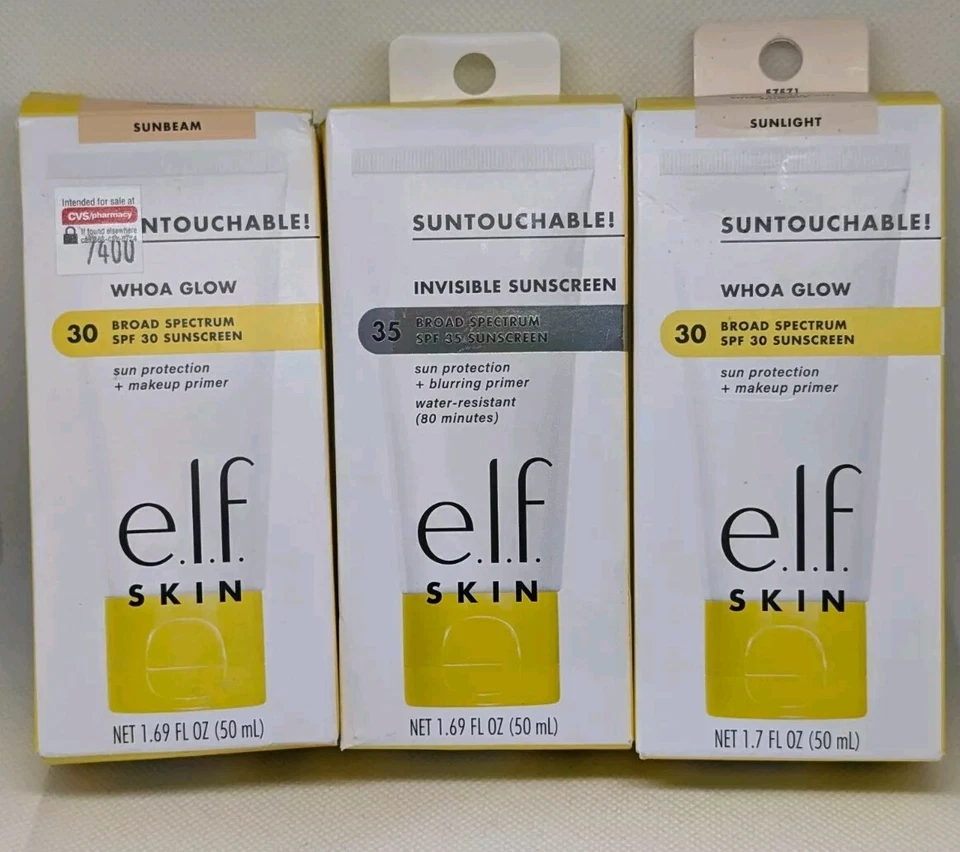 SUNBEAM
Intended for sale at
CVS/pharmacy
If found elsewhere
7400
NTOUCHABLE!
WHOA GLOW
30
BROAD SPECTRUM
SPF 30 SUNSCREEN
sun protection
+ makeup primer
e.l.f.
SKIN
NET 1.69 FL OZ (50 mL)
SUNTOUCHABLE!
INVISIBLE SUNSCREEN
35
BROAD SPECTRUM
SPF 35 SUNSCREEN
sun protection
+ blurring primer
water-resistant
(80 minutes)
e.l.f.
SKIN
NET 1.69 FL OZ (50 mL)
57571
SUNLIGHT
SUNTOUCHABLE!
WHOA GLOW
30
BROAD SPECTRUM
SPF 30 SUNSCREEN
sun protection
+ makeup primer
e.l.f.
SKIN
NET 1.7 FL OZ (50 mL)